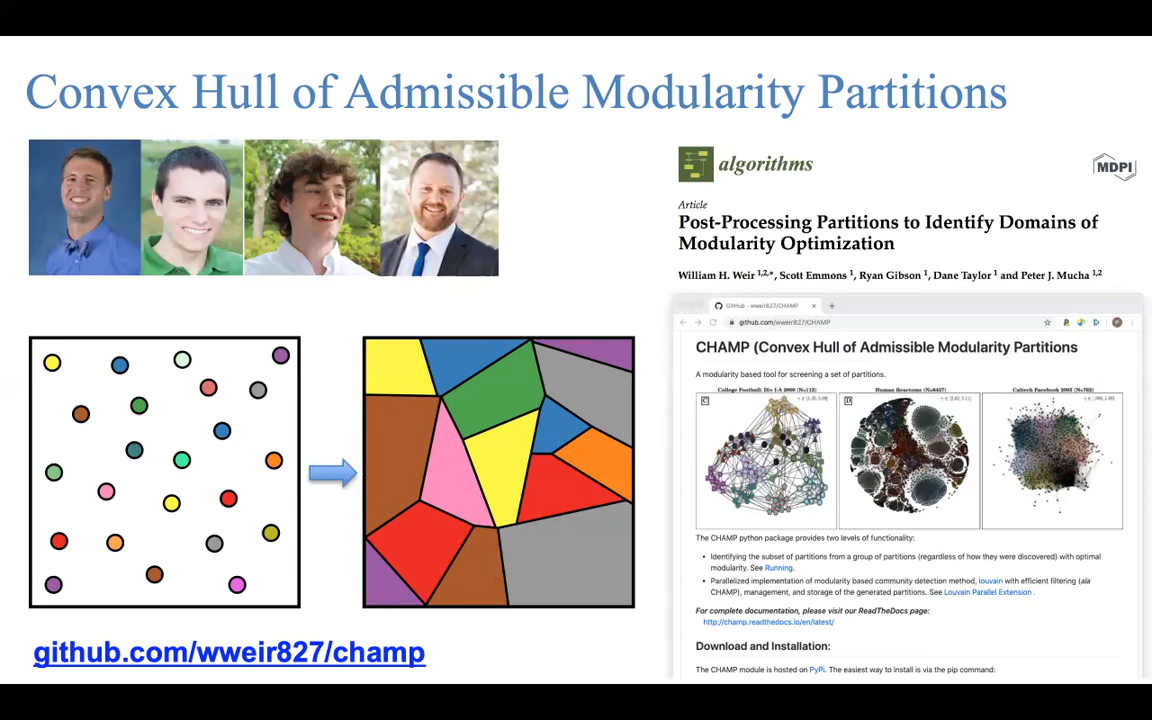 Convex Hull of Admissible Modularity Partitions
algorithms
MDPI
Article
Post-Processing Partitions to Identify Domains of
Modularity Optimization
William H. Weir 1,2,*, Scott Emmons 1, Ryan Gibson 1, Dane Taylor 1 and Peter J. Mucha 1,2
GitHub - wweir827/CHAMP
github.com/wweir827/CHAMP
CHAMP (Convex Hull of Admissible Modularity Partitions
A modularity based tool for screening a set of partitions.
College Football: Div I-A 2000 (N=115)
Human Reactome (N=6437)
Caltech Facebook 2005 (N=762)
C
D
The CHAMP python package provides two levels of functionality:
• Identifying the subset of partitions from a group of partitions (regardless of how they were discovered) with optimal
modularity. See Running.
• Parallelized implementation of modularity based community detection method, louvain with efficient filtering (ala
CHAMP), management, and storage of the generated partitions. See Louvain Parallel Extension .
For complete documentation, please visit our ReadTheDocs page:
http://champ.readthedocs.io/en/latest/
Download and Installation:
The CHAMP module is hosted on PyPi. The easiest way to install is via the pip command:
github.com/wweir827/champ